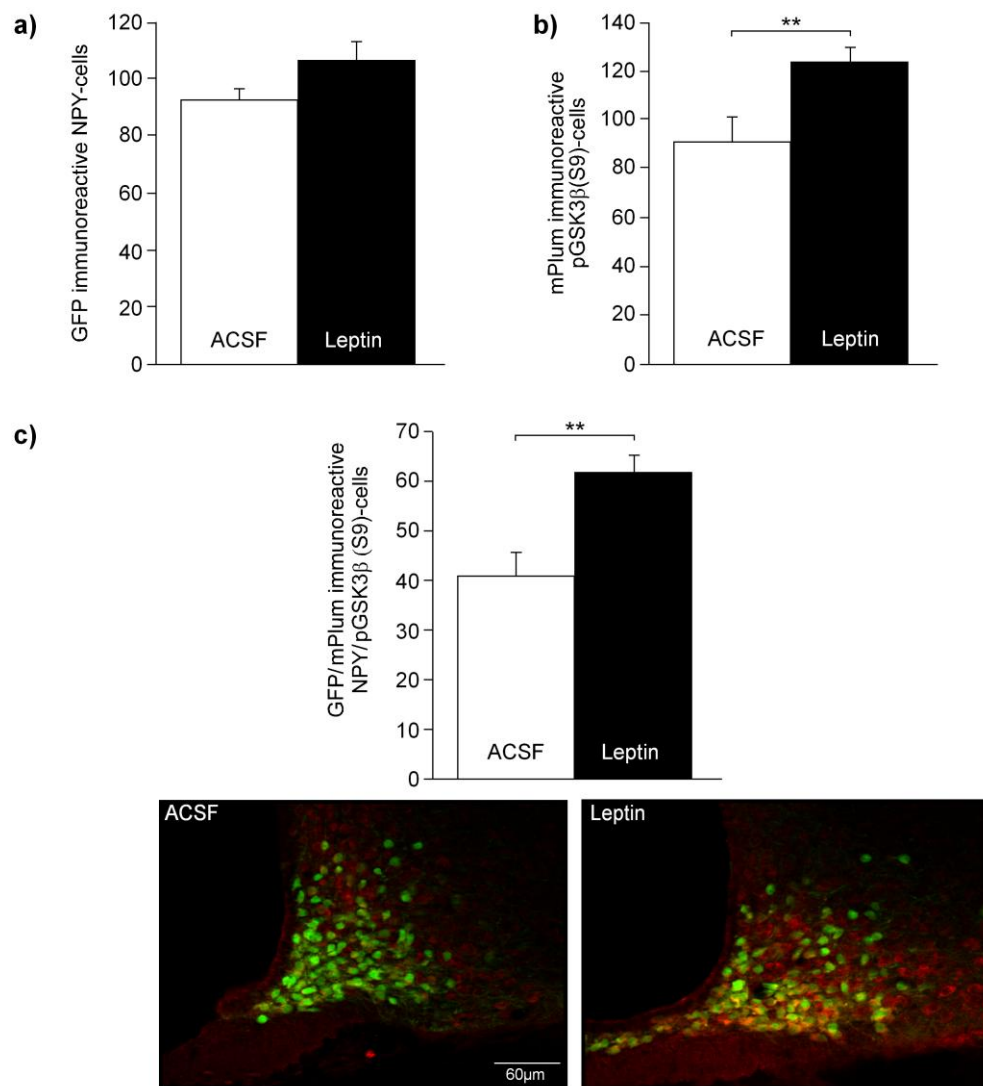 a)
GFP immunoreactive NPY-cells
120
100
80
60
40
20
0
ACSF
Leptin
b)
mPlum immunoreactive
pGSK3β(S9)-cells
140
120
100
80
60
40
20
0
**
ACSF
Leptin
c)
GFP/mPlum immunoreactive
NPY/pGSK3β (S9)-cells
70
60
50
40
30
20
10
0
**
ACSF
Leptin
ACSF
60µm
Leptin